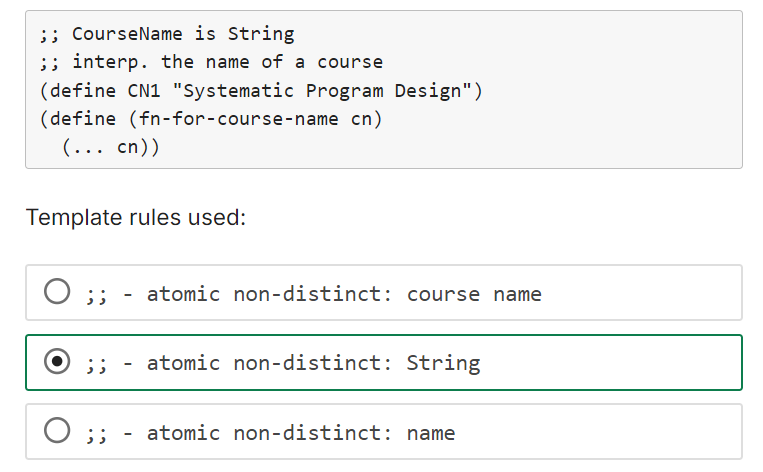 ;; CourseName is String
;; interp. the name of a course
(define CN1 "Systematic Program Design")
(define (fn-for-course-name cn)
  (... cn))
Template rules used:
;; - atomic non-distinct: course name
;; - atomic non-distinct: String
;; - atomic non-distinct: name